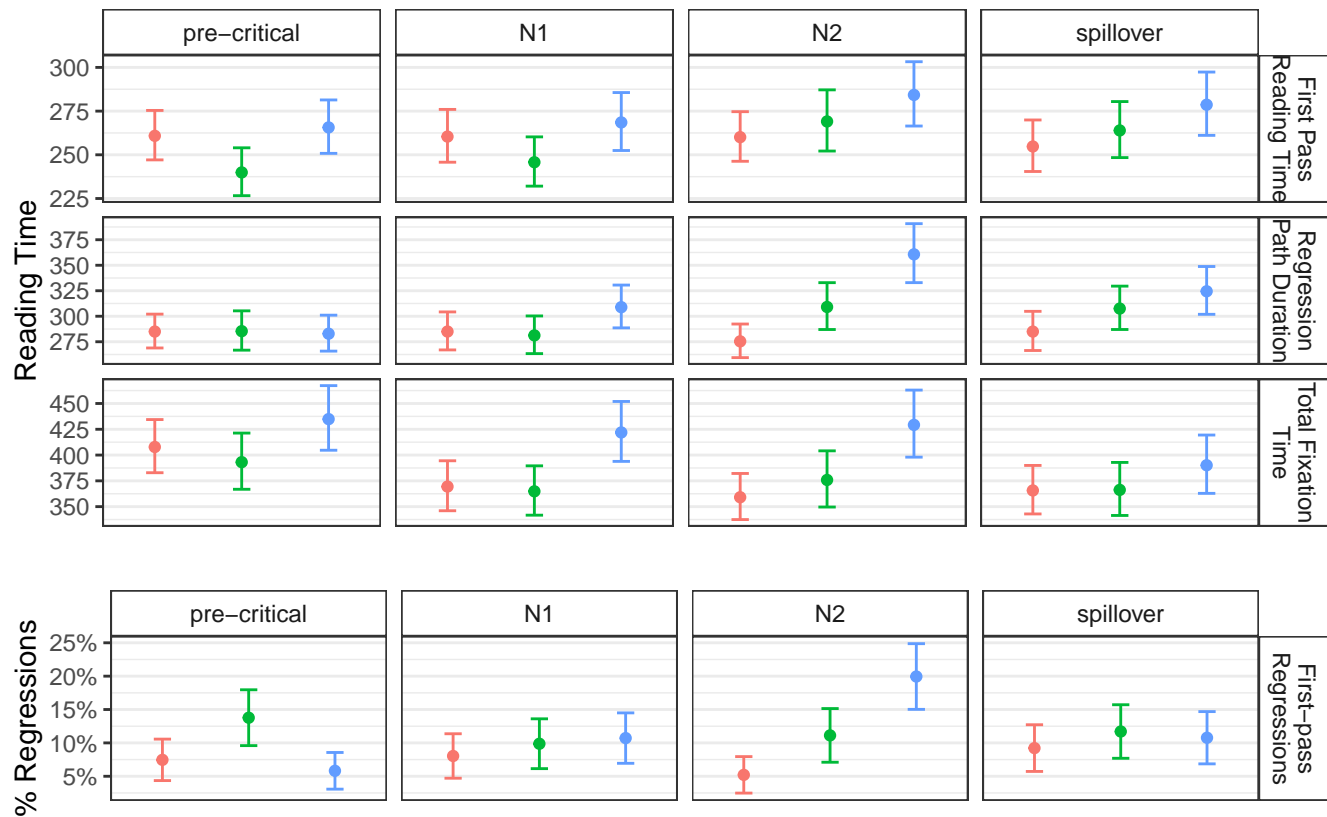 pre−critical N1 N2 spillover
Reading Time
300
275
250
225
First Pass
Reading Time
375
350
325
300
275
Regression
Path Duration
450
425
400
375
350
Total Fixation
Time
pre−critical N1 N2 spillover
% Regressions
25%
20%
15%
10%
5%
First−pass
Regressions